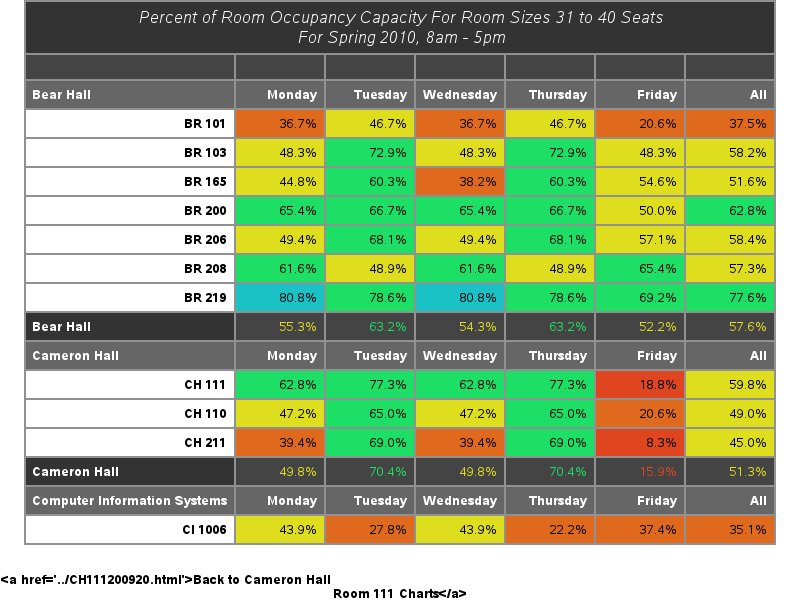 Percent of Room Occupancy Capacity For Room Sizes 31 to 40 Seats
For Spring 2010, 8am - 5pm
Bear Hall Monday Tuesday Wednesday Thursday Friday All
BR 101 36.7% 46.7% 36.7% 46.7% 20.6% 37.5%
BR 103 48.3% 72.9% 48.3% 72.9% 48.3% 58.2%
BR 165 44.8% 60.3% 38.2% 60.3% 54.6% 51.6%
BR 200 65.4% 66.7% 65.4% 66.7% 50.0% 62.8%
BR 206 49.4% 68.1% 49.4% 68.1% 57.1% 58.4%
BR 208 61.6% 48.9% 61.6% 48.9% 65.4% 57.3%
BR 219 80.8% 78.6% 80.8% 78.6% 69.2% 77.6%
Bear Hall 55.3% 63.2% 54.3% 63.2% 52.2% 57.6%
Cameron Hall Monday Tuesday Wednesday Thursday Friday All
CH 111 62.8% 77.3% 62.8% 77.3% 18.8% 59.8%
CH 110 47.2% 65.0% 47.2% 65.0% 20.6% 49.0%
CH 211 39.4% 69.0% 39.4% 69.0% 8.3% 45.0%
Cameron Hall 49.8% 70.4% 49.8% 70.4% 15.9% 51.3%
Computer Information Systems Monday Tuesday Wednesday Thursday Friday All
CI 1006 43.9% 27.8% 43.9% 22.2% 37.4% 35.1%
<a href='../CH111200920.html'>Back to Cameron Hall
Room 111 Charts</a>